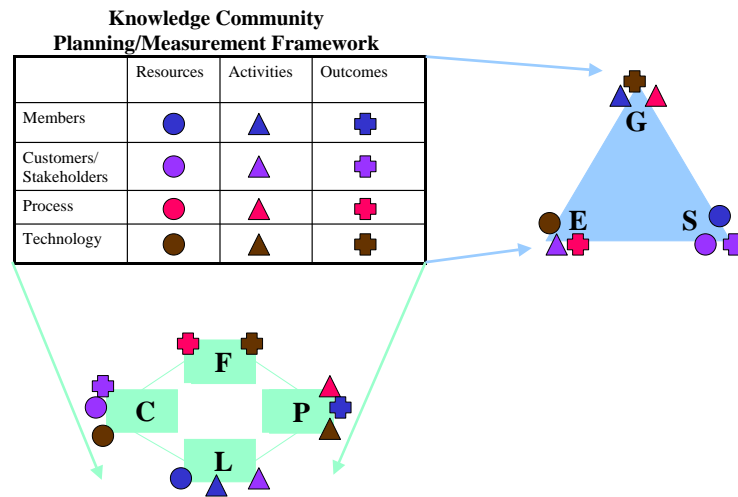 Knowledge Community
Planning/Measurement Framework
Resources Activities Outcomes
Members
Customers/
Stakeholders
Process
Technology
G
E S
F
C P
L